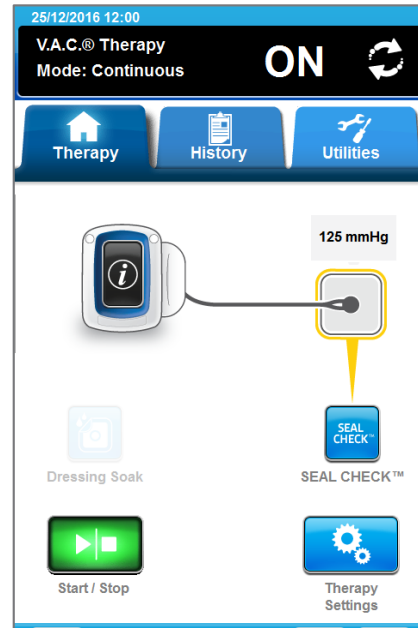 25/12/2016 12:00
V.A.C.® Therapy
Mode: Continuous
ON
Therapy
History
Utilities
i
125 mmHg
SEAL
CHECK™
Dressing Soak
SEAL CHECK™
Start / Stop
Therapy
Settings